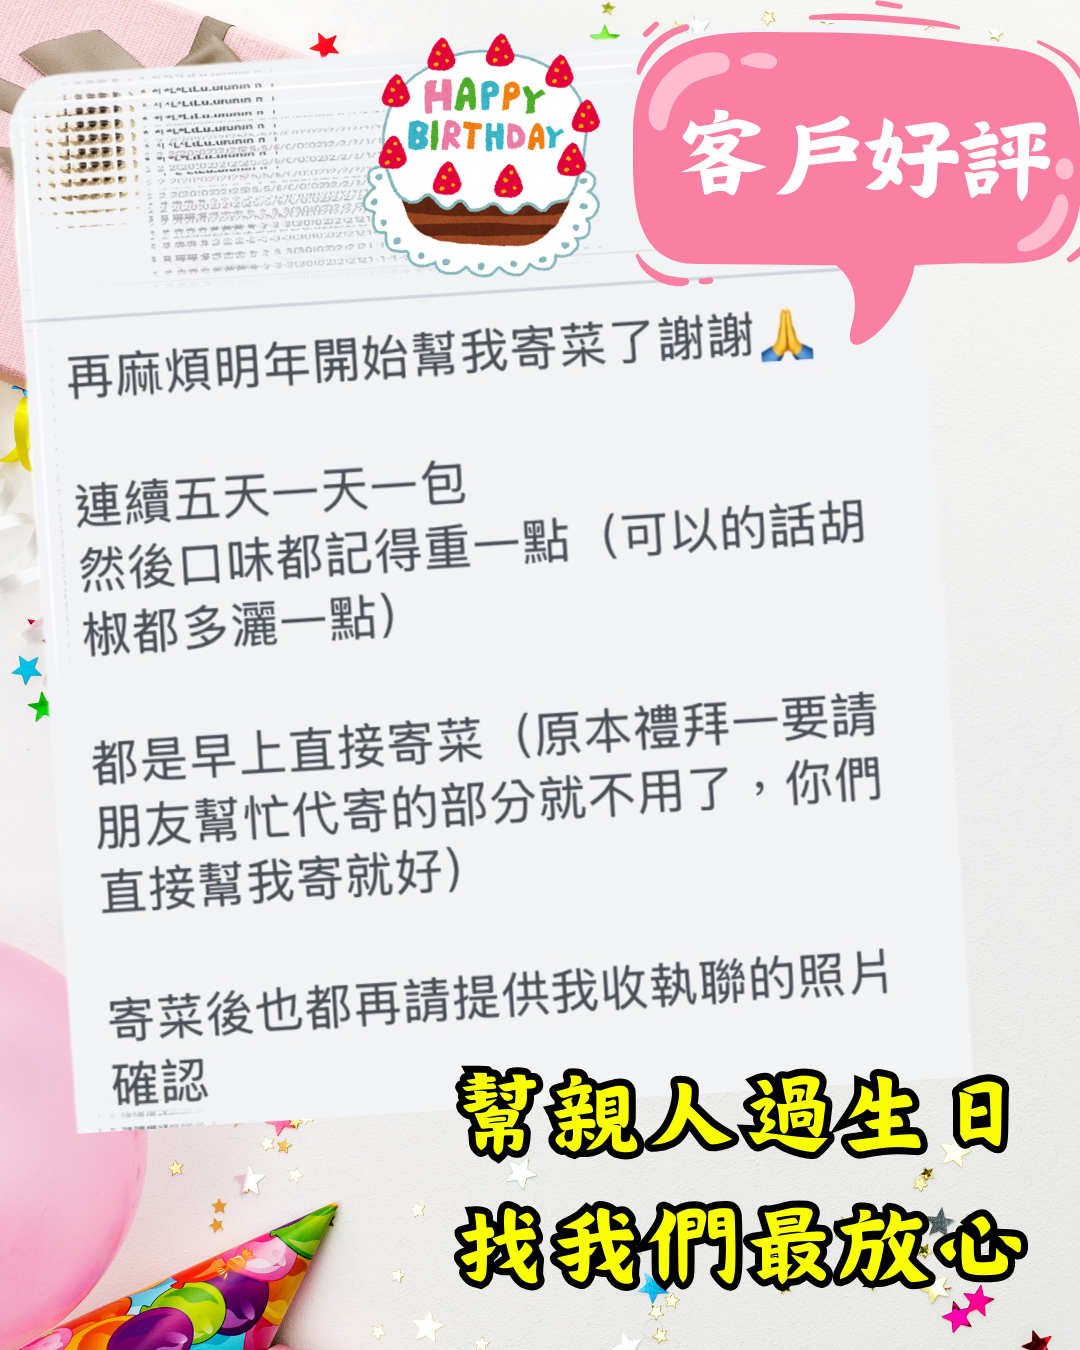 HAPPY
BIRTHDAY
客戶好評
再麻煩明年開始幫我寄菜了謝謝🙏
連續五天一天一包
然後口味都記得重一點（可以的話胡
椒都多灑一點）
都是早上直接寄菜（原本禮拜一要請
朋友幫忙代寄的部分就不用了，你們
直接幫我寄就好）
寄菜後也都再請提供我收執聯的照片
確認
幫親人過生日
找我們最放心